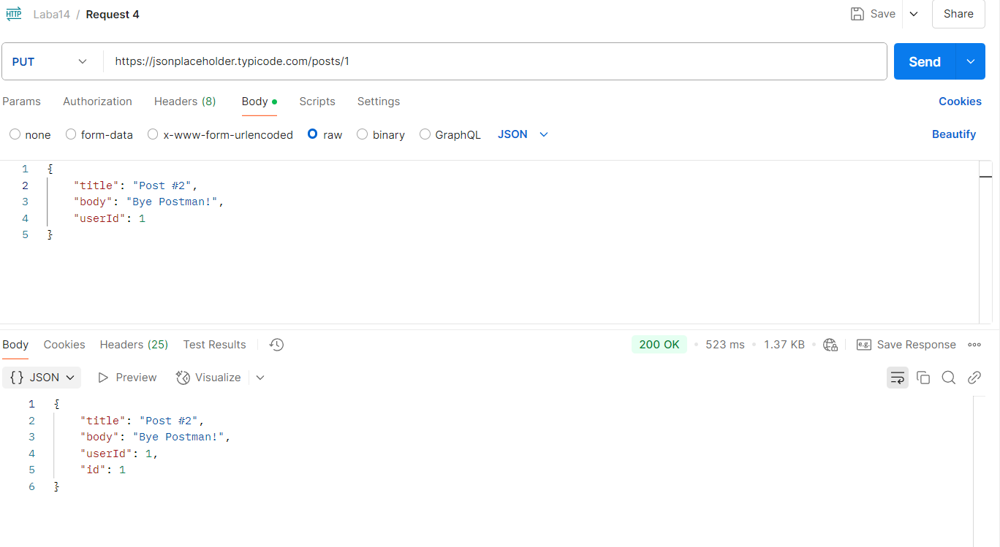 HTTP Laba14 / Request 4 Save Share
PUT https://jsonplaceholder.typicode.com/posts/1 Send
Params Authorization Headers (8) Body Scripts Settings Cookies
none form-data x-www-form-urlencoded raw binary GraphQL JSON Beautify
1 {
2 "title": "Post #2",
3 "body": "Bye Postman!",
4 "userId": 1
5 }
Body Cookies Headers (25) Test Results 200 OK 523 ms 1.37 KB e.g. Save Response
{} JSON Preview Visualize
1 {
2 "title": "Post #2",
3 "body": "Bye Postman!",
4 "userId": 1,
5 "id": 1
6 }